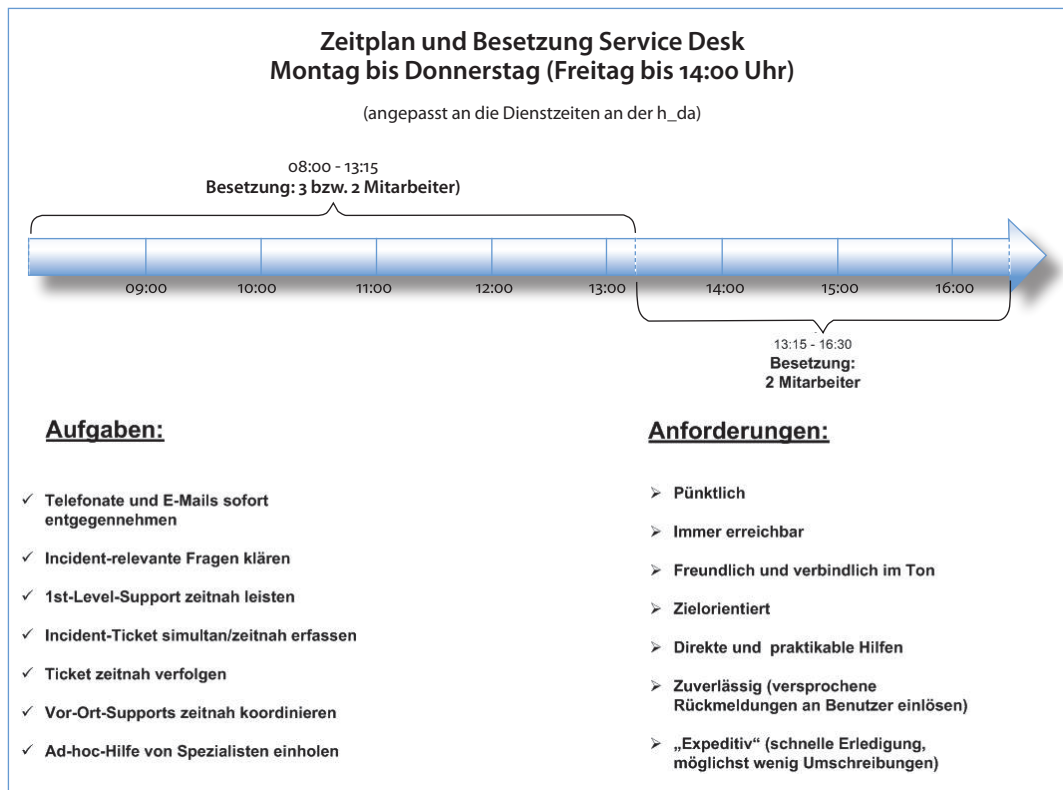 Zeitplan und Besetzung Service Desk
Montag bis Donnerstag (Freitag bis 14:00 Uhr)
(angepasst an die Dienstzeiten an der h_da)
08:00 - 13:15
Besetzung: 3 bzw. 2 Mitarbeiter)
09:00
10:00
11:00
12:00
13:00
14:00
15:00
16:00
13:15 - 16:30
Besetzung:
2 Mitarbeiter
Aufgaben:
✓ Telefonate und E-Mails sofort
entgegennehmen
✓ Incident-relevante Fragen klären
✓ 1st-Level-Support zeitnah leisten
✓ Incident-Ticket simultan/zeitnah erfassen
✓ Ticket zeitnah verfolgen
✓ Vor-Ort-Supports zeitnah koordinieren
✓ Ad-hoc-Hilfe von Spezialisten einholen
Anforderungen:
➢ Pünktlich
➢ Immer erreichbar
➢ Freundlich und verbindlich im Ton
➢ Zielorientiert
➢ Direkte und praktikable Hilfen
➢ Zuverlässig (versprochene
Rückmeldungen an Benutzer einlösen)
➢ „Expeditiv“ (schnelle Erledigung,
möglichst wenig Umschreibungen)